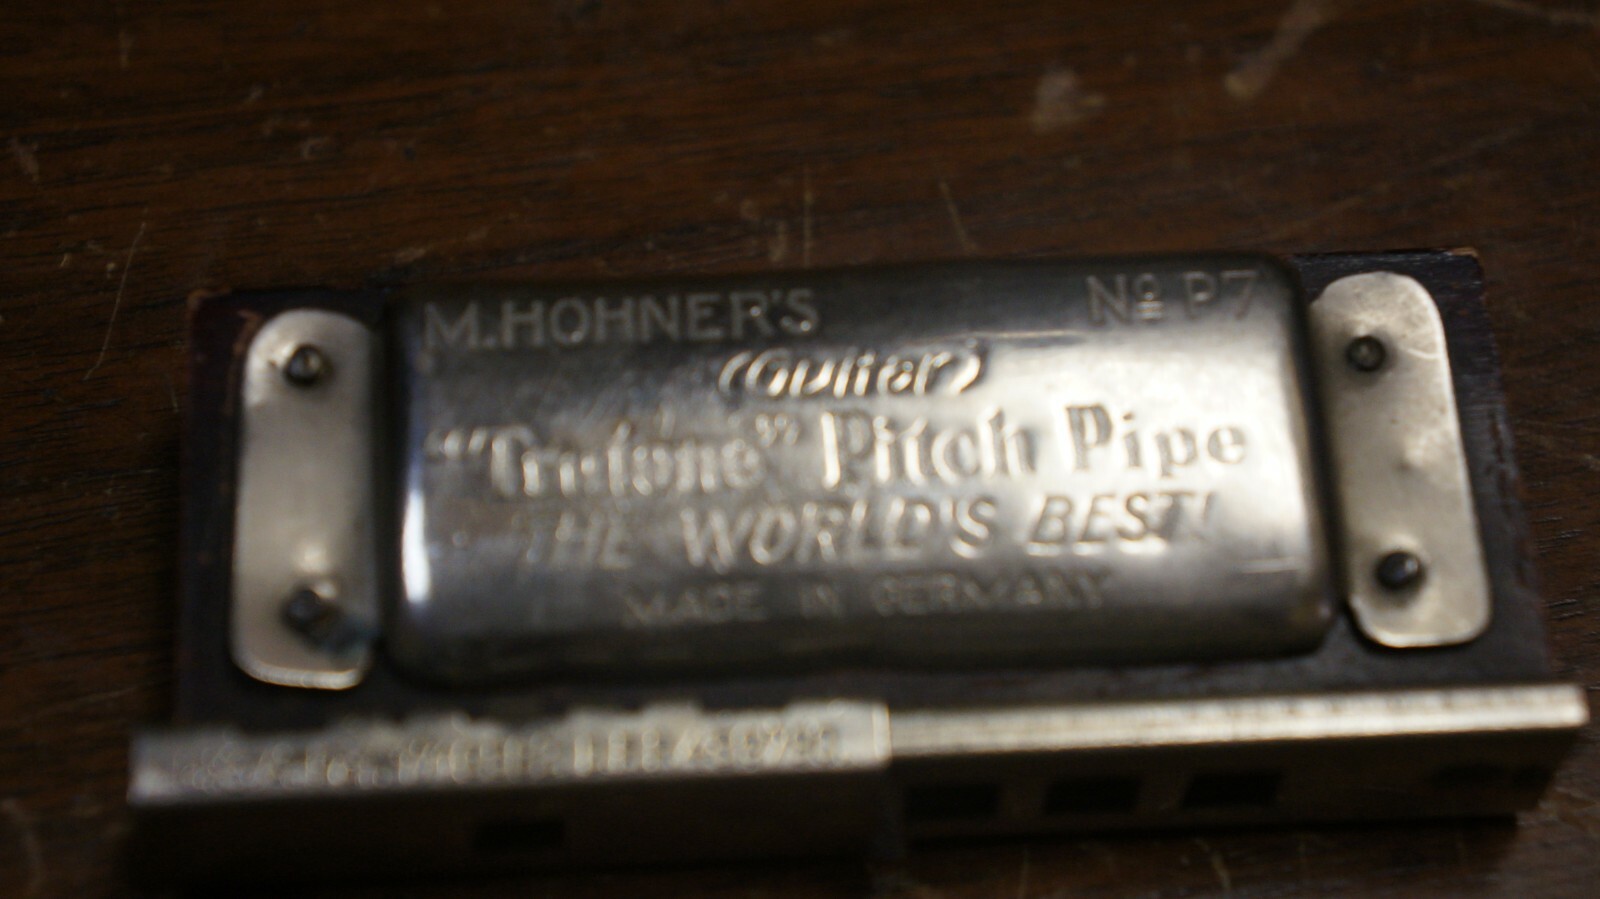 M.HOHNER'S Nº P7
(Guitar)
"Trutone" Pitch Pipe
THE WORLD'S BEST!
MADE IN GERMANY